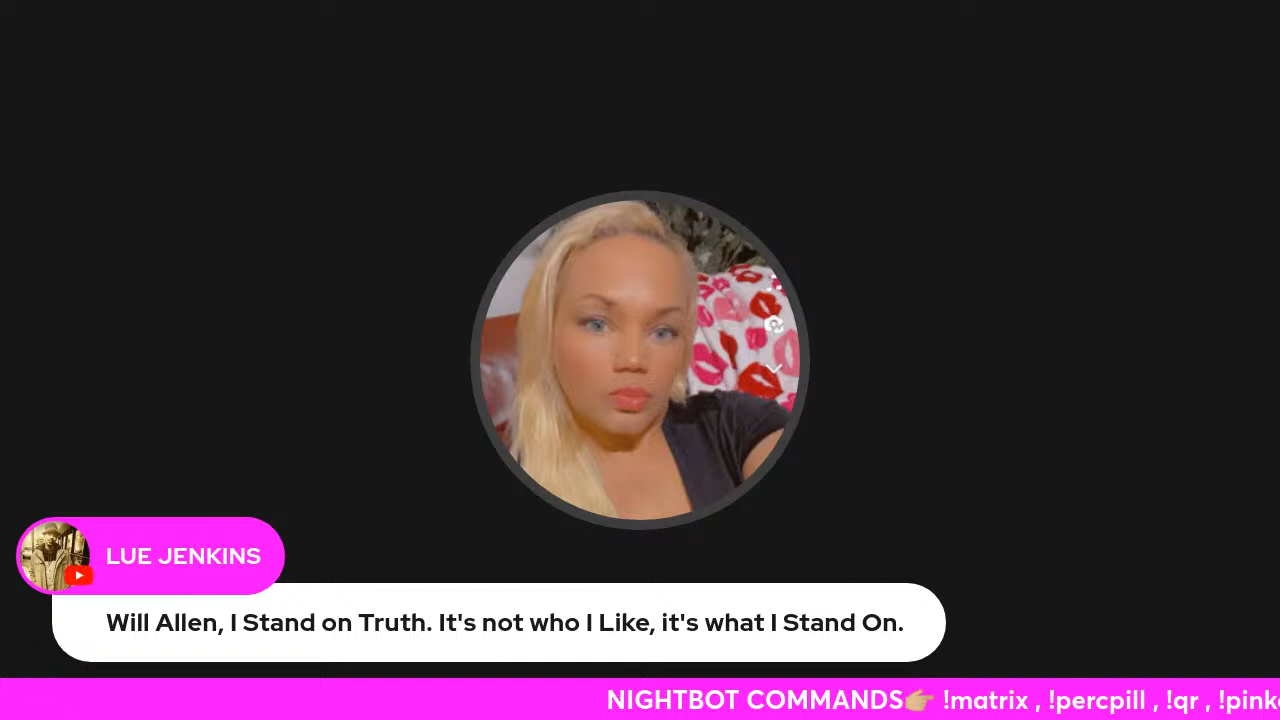 LUE JENKINS
Will Allen, I Stand on Truth. It's not who I Like, it's what I Stand On.
NIGHTBOT COMMANDS👉🏼 !matrix , !percpill , !qr , !pink